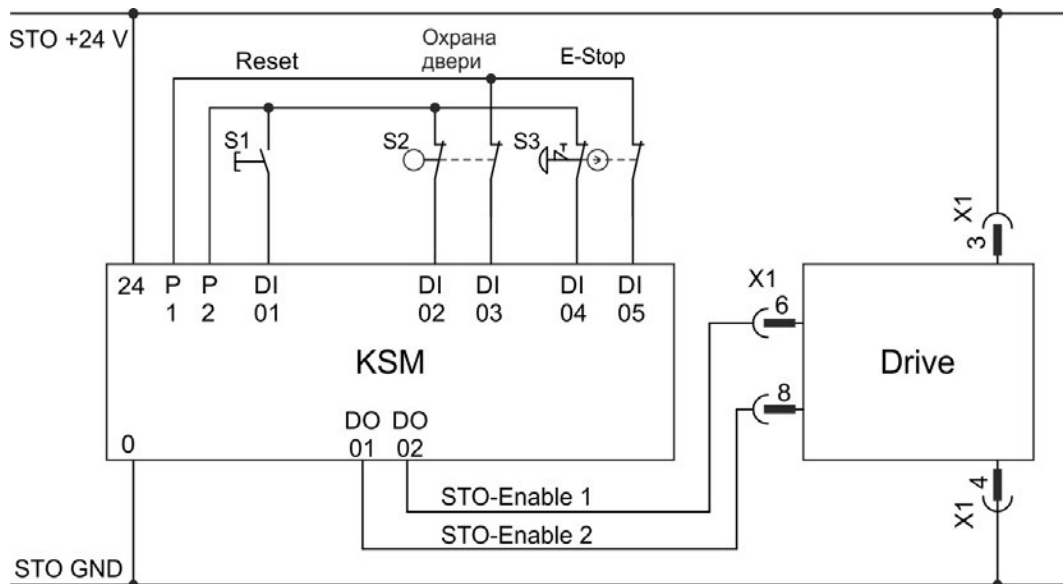 STO +24 V
Reset
Охрана
двери
E-Stop
S1
S2
S3
X1
3
24 P P DI DI DI DI DI
1 2 01 02 03 04 05
X1
6
KSM
Drive
8
DO DO
0 01 02
4
X1
STO-Enable 1
STO-Enable 2
STO GND